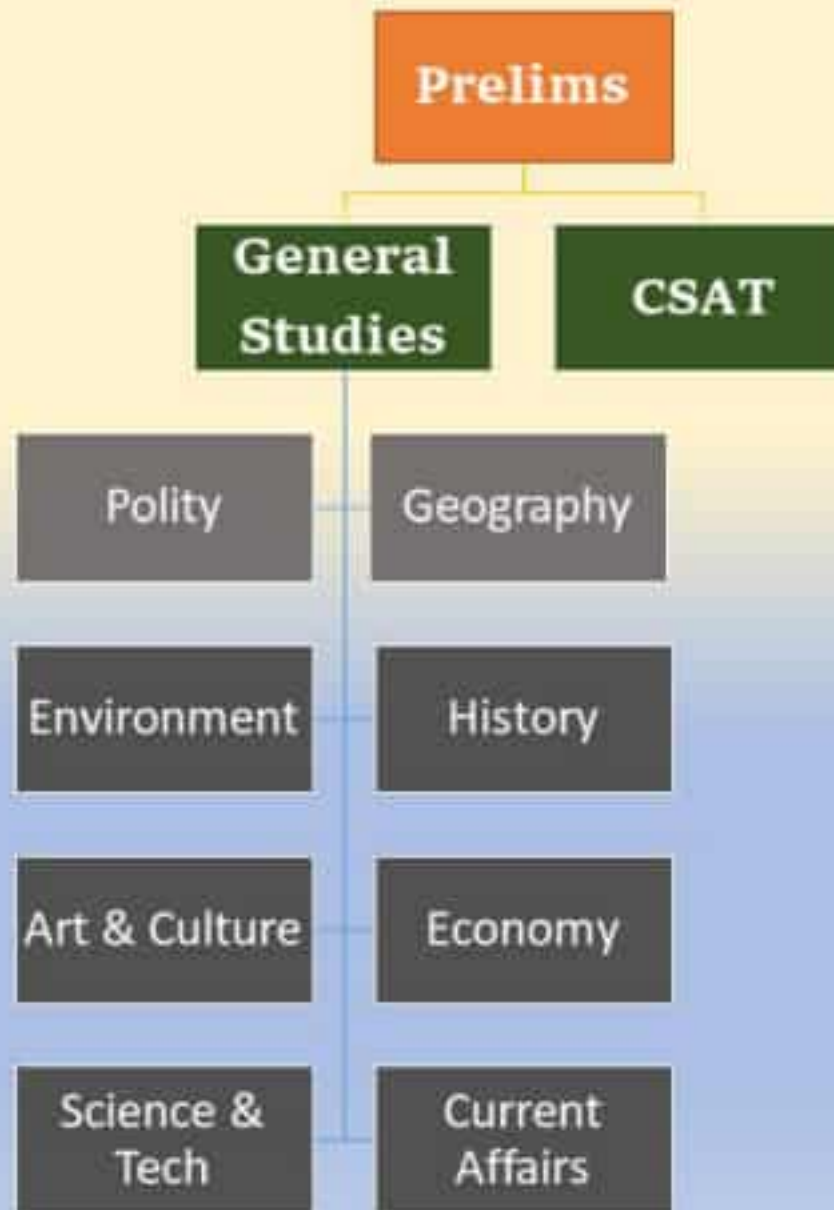 Prelims
General
Studies
CSAT
Polity
Geography
Environment
History
Art & Culture
Economy
Science &
Tech
Current
Affairs